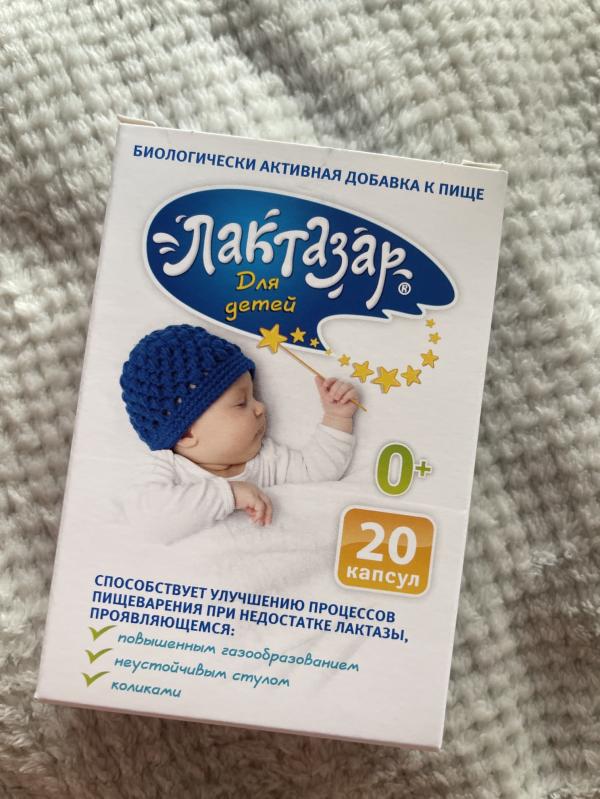 БИОЛОГИЧЕСКИ АКТИВНАЯ ДОБАВКА К ПИЩЕ
Лактазар®
Для
детей
0+
20
капсул
СПОСОБСТВУЕТ УЛУЧШЕНИЮ ПРОЦЕССОВ
ПИЩЕВАРЕНИЯ ПРИ НЕДОСТАТКЕ ЛАКТАЗЫ,
ПРОЯВЛЯЮЩЕМСЯ:
повышенным газообразованием
неустойчивым стулом
коликами